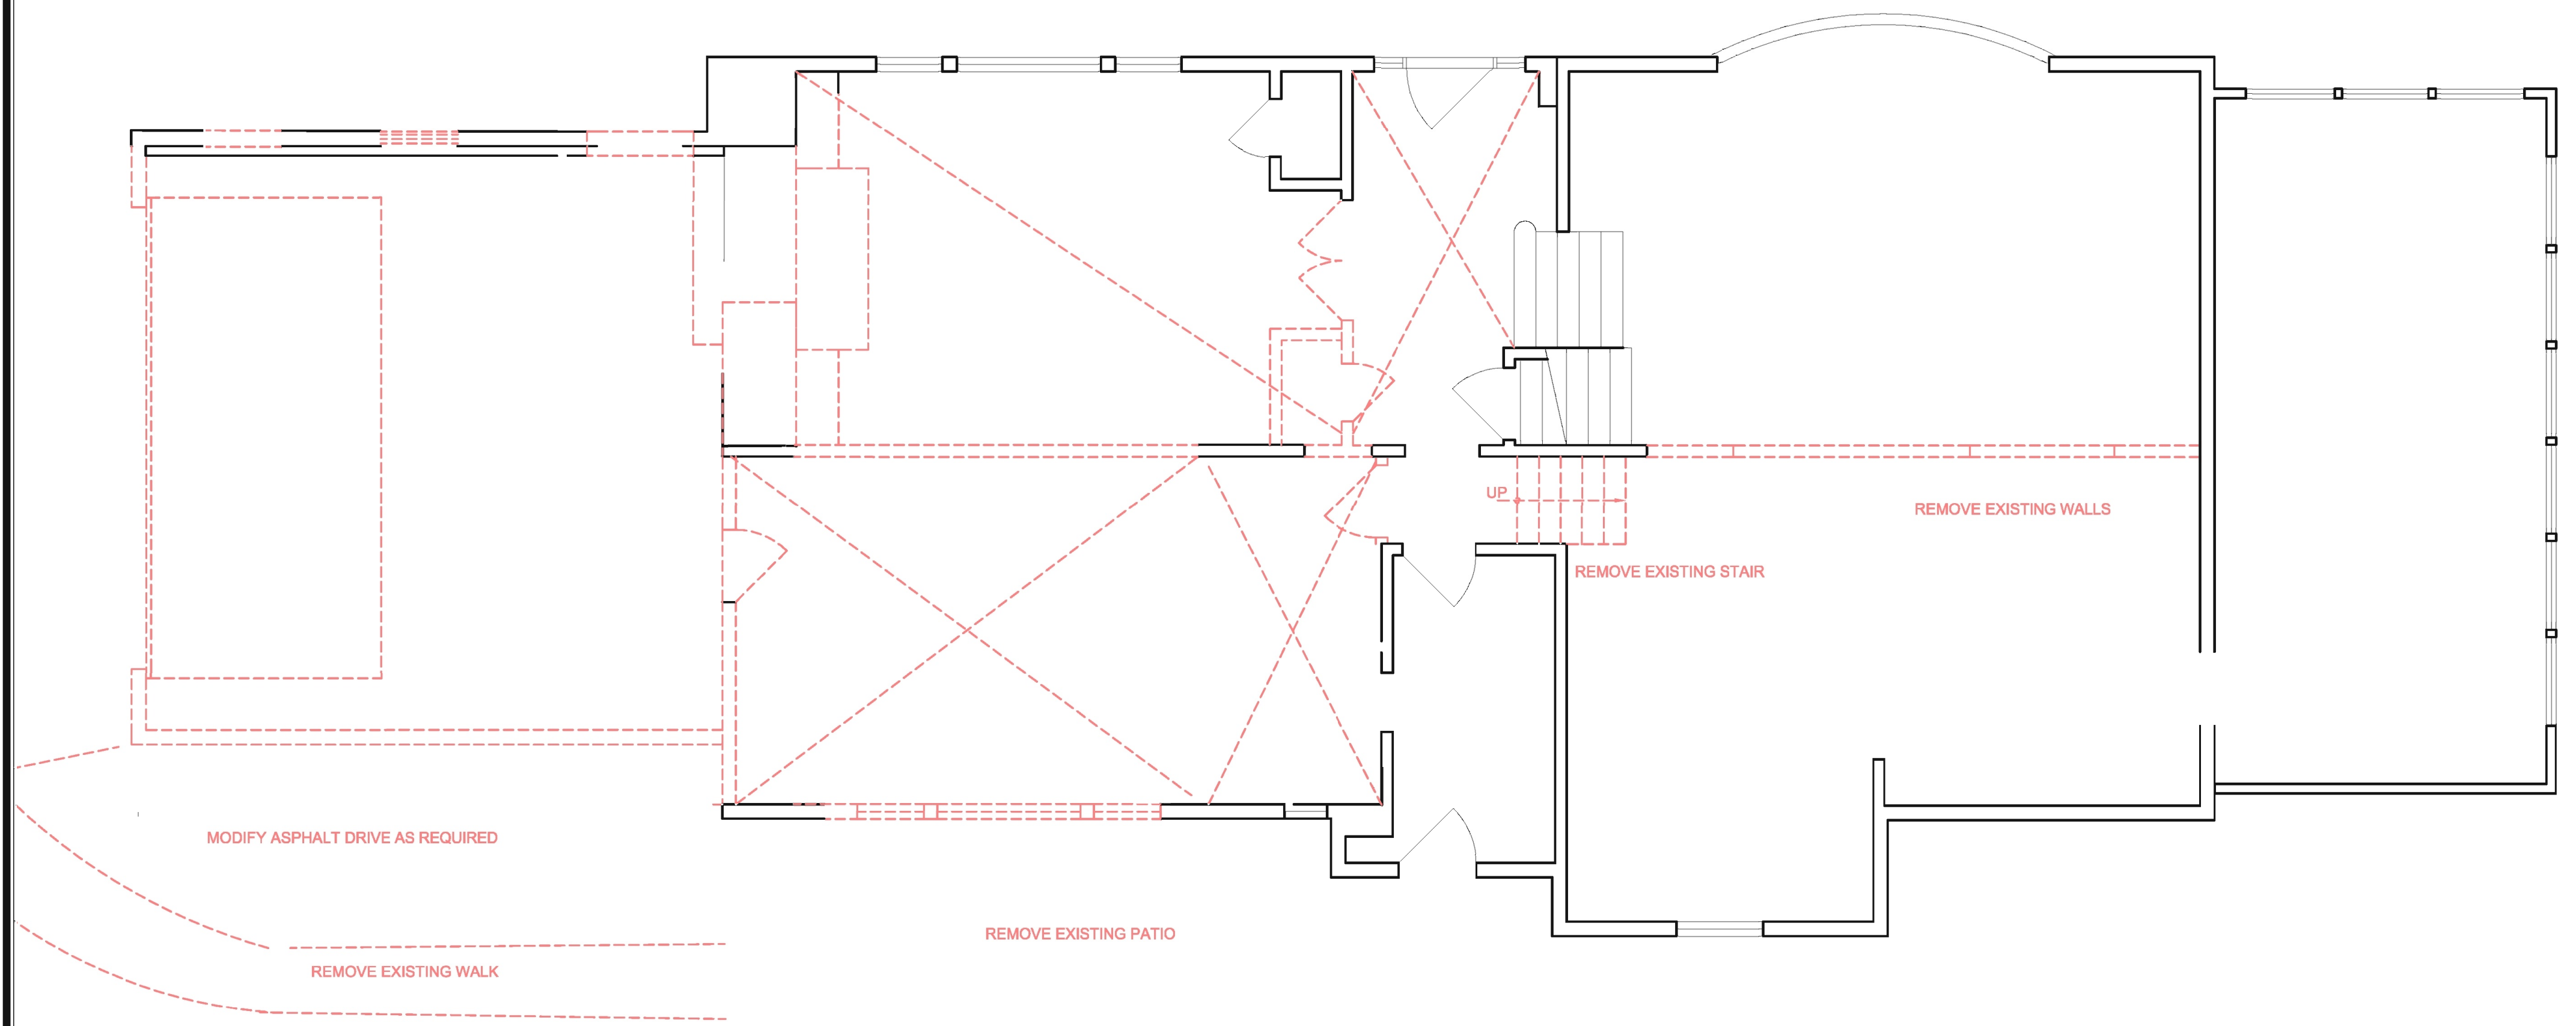 UP
REMOVE EXISTING WALLS
REMOVE EXISTING STAIR
MODIFY ASPHALT DRIVE AS REQUIRED
REMOVE EXISTING PATIO
REMOVE EXISTING WALK